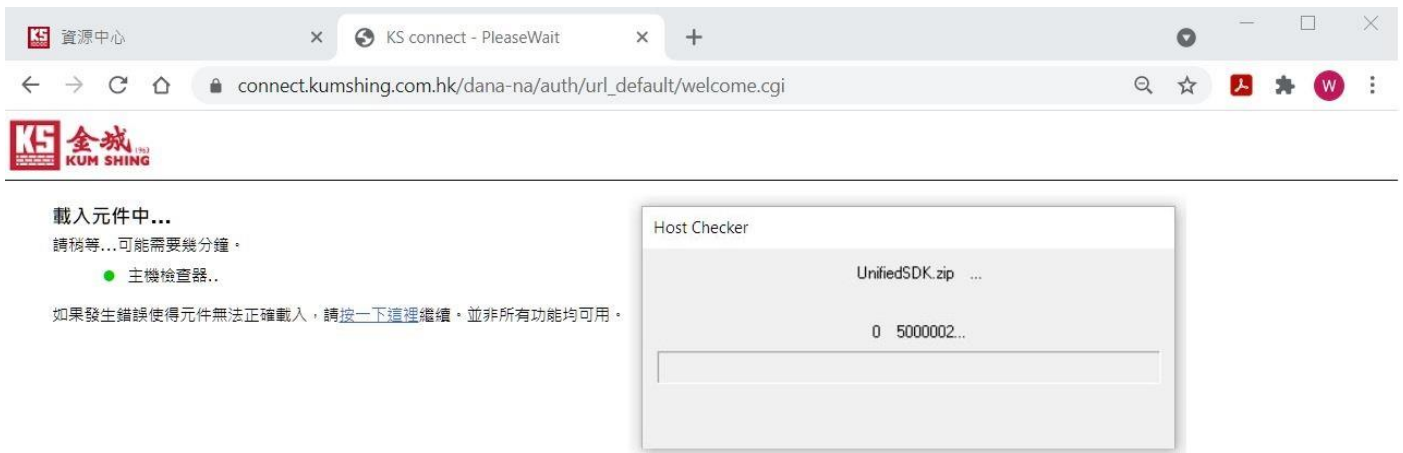 資源中心
KS connect - PleaseWait
connect.kumshing.com.hk/dana-na/auth/url_default/welcome.cgi
W
KS 金城 1963
KUM SHING
載入元件中...
請稍等...可能需要幾分鐘。
主機檢查器..
如果發生錯誤使得元件無法正確載入，請按一下這裡繼續。並非所有功能均可用。
Host Checker
UnifiedSDK.zip ...
0 5000002...